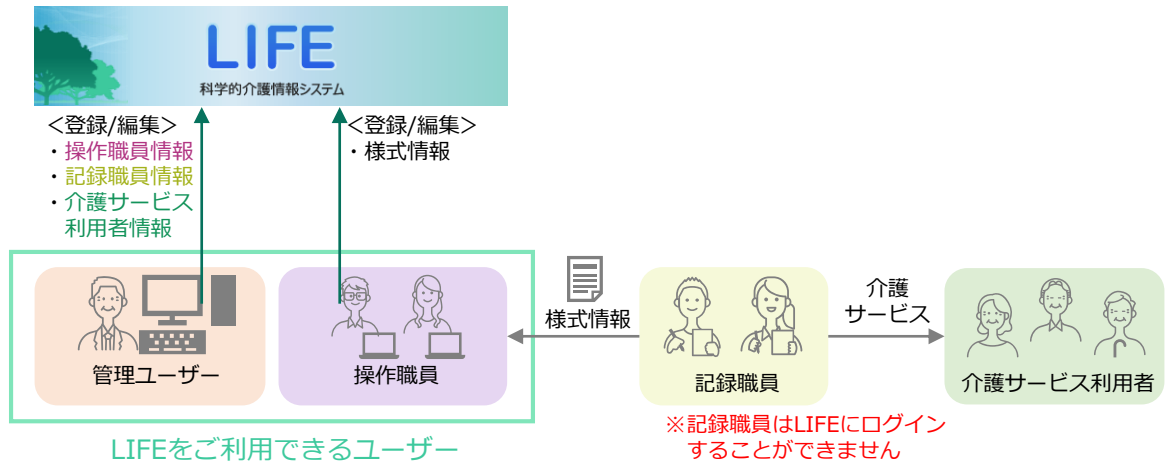 LIFE
科学的介護情報システム
<登録/編集>
・操作職員情報
・記録職員情報
・介護サービス
利用者情報
<登録/編集>
・様式情報
管理ユーザー
操作職員
LIFEをご利用できるユーザー
様式情報
記録職員
※記録職員はLIFEにログイン
することができません
介護
サービス
介護サービス利用者